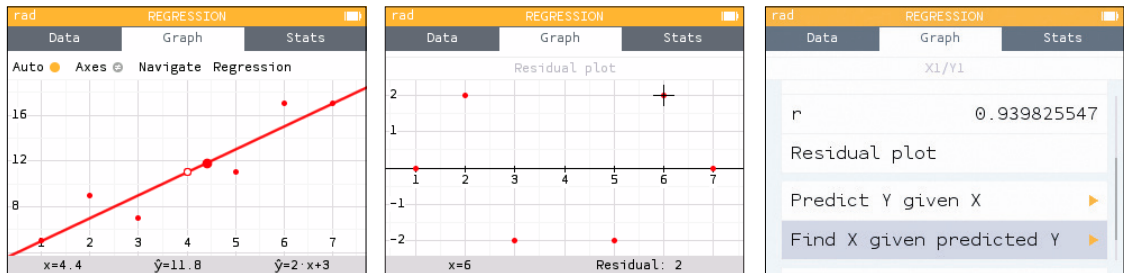 rad REGRESSION
Data Graph Stats
Auto Axes Navigate Regression
16
12
8
1 2 3 4 5 6 7
x=4.4 ŷ=11.8 ŷ=2·x+3
rad REGRESSION
Data Graph Stats
Residual plot
2
1
1 2 3 4 5 6 7
-1
-2
x=6 Residual: 2
rad REGRESSION
Data Graph Stats
X1/Y1
r 0.939825547
Residual plot
Predict Y given X
Find X given predicted Y